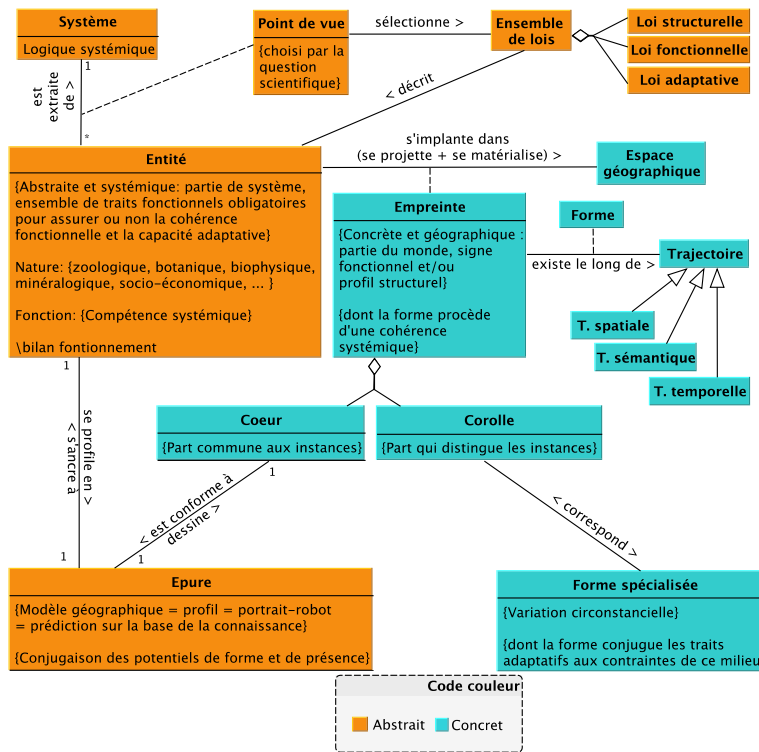 Système
Logique systémique
1
est
extraite
de >
*
Point de vue
{choisi par la
question
scientifique}
sélectionne >
Ensemble
de lois
Loi structurelle
Loi fonctionnelle
Loi adaptative
< décrit
Entité
{Abstraite et systémique: partie de système,
ensemble de traits fonctionnels obligatoires
pour assurer ou non la cohérence
fonctionnelle et la capacité adaptative}
Nature: {zoologique, botanique, biophysique,
minéralogique, socio-économique, ... }
Fonction: {Compétence systémique}
\bilan fontionnement
s'implante dans
(se projette + se matérialise) >
Espace
géographique
Empreinte
{Concrète et géographique :
partie du monde, signe
fonctionnel et/ou
profil structurel}
{dont la forme procède
d'une cohérence
systémique}
Forme
existe le long de >
Trajectoire
T. spatiale
T. sémantique
T. temporelle
1
se profile en >
< s'ancre à
1
Coeur
{Part commune aux instances}
Corolle
{Part qui distingue les instances}
1
< est conforme à
dessine >
1
< correspond >
Epure
{Modèle géographique = profil = portrait-robot
= prédiction sur la base de la connaissance}
{Conjugaison des potentiels de forme et de présence}
Forme spécialisée
{Variation circonstancielle}
{dont la forme conjugue les traits
adaptatifs aux contraintes de ce milieu
Code couleur
Abstrait
Concret